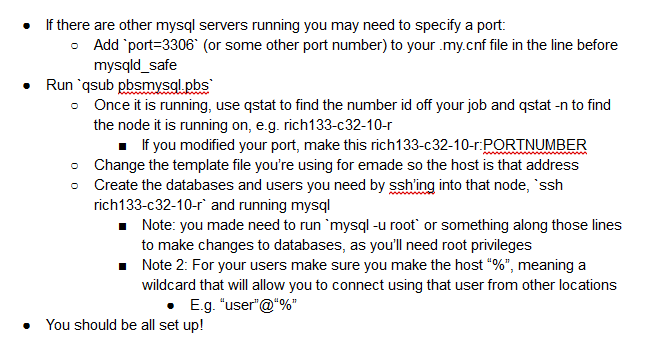 ● If there are other mysql servers running you may need to specify a port:
○ Add `port=3306` (or some other port number) to your .my.cnf file in the line before
mysqld_safe
● Run `qsub pbsmysql.pbs`
○ Once it is running, use qstat to find the number id off your job and qstat -n to find
the node it is running on, e.g. rich133-c32-10-r
■ If you modified your port, make this rich133-c32-10-r:PORTNUMBER
○ Change the template file you’re using for emade so the host is that address
○ Create the databases and users you need by ssh’ing into that node, `ssh
rich133-c32-10-r` and running mysql
■ Note: you made need to run `mysql -u root` or something along those lines
to make changes to databases, as you’ll need root privileges
■ Note 2: For your users make sure you make the host “%”, meaning a
wildcard that will allow you to connect using that user from other locations
● E.g. “user”@“%”
● You should be all set up!